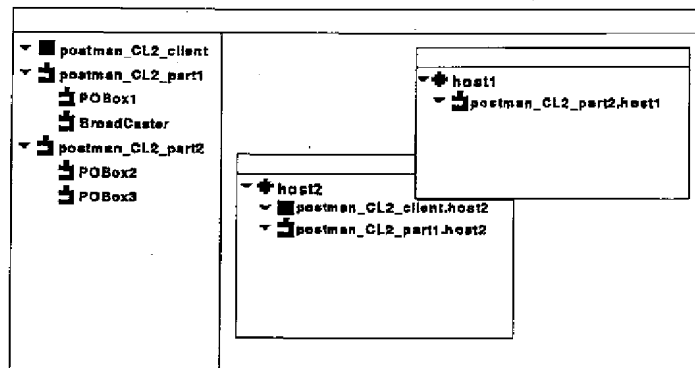 postman_CL2_client
postman_CL2_part1
POBox1
BroadCaster
postman_CL2_part2
POBox2
POBox3
host1
postman_CL2_part2.host1
host2
postman_CL2_client.host2
postman_CL2_part1.host2